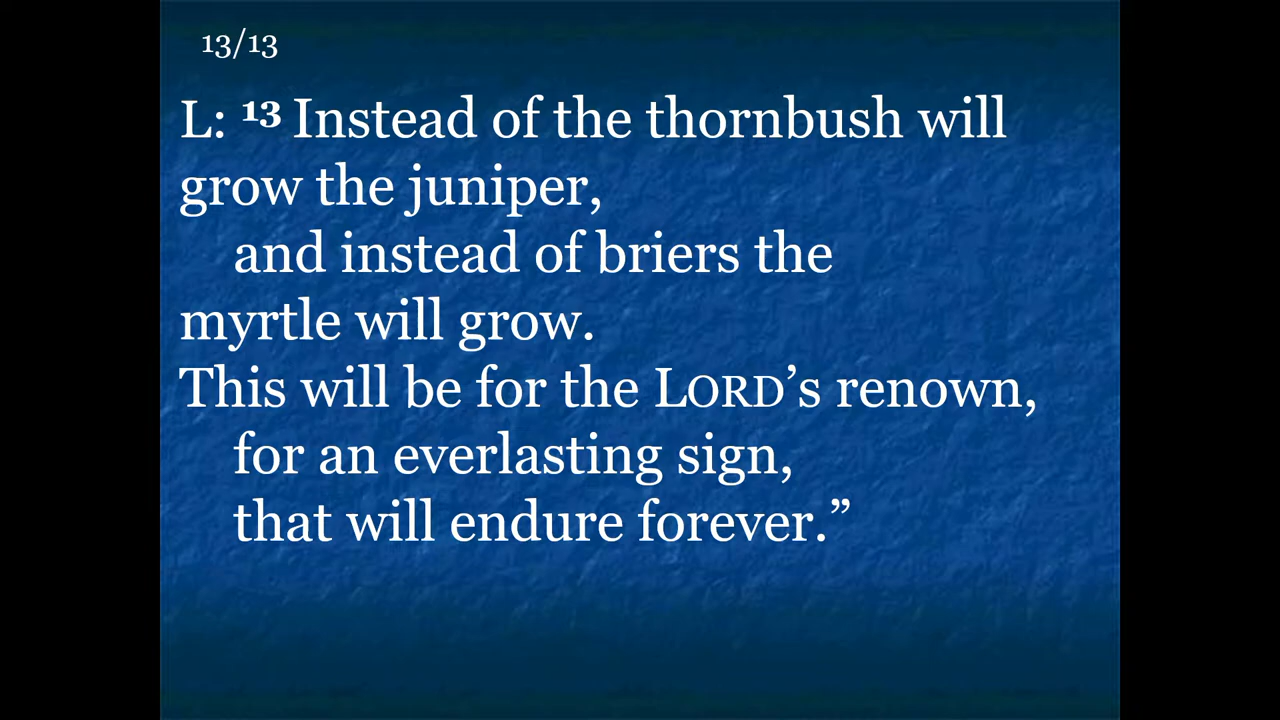 13/13
L: 13 Instead of the thornbush will
grow the juniper,
and instead of briers the
myrtle will grow.
This will be for the LORD’s renown,
for an everlasting sign,
that will endure forever.”